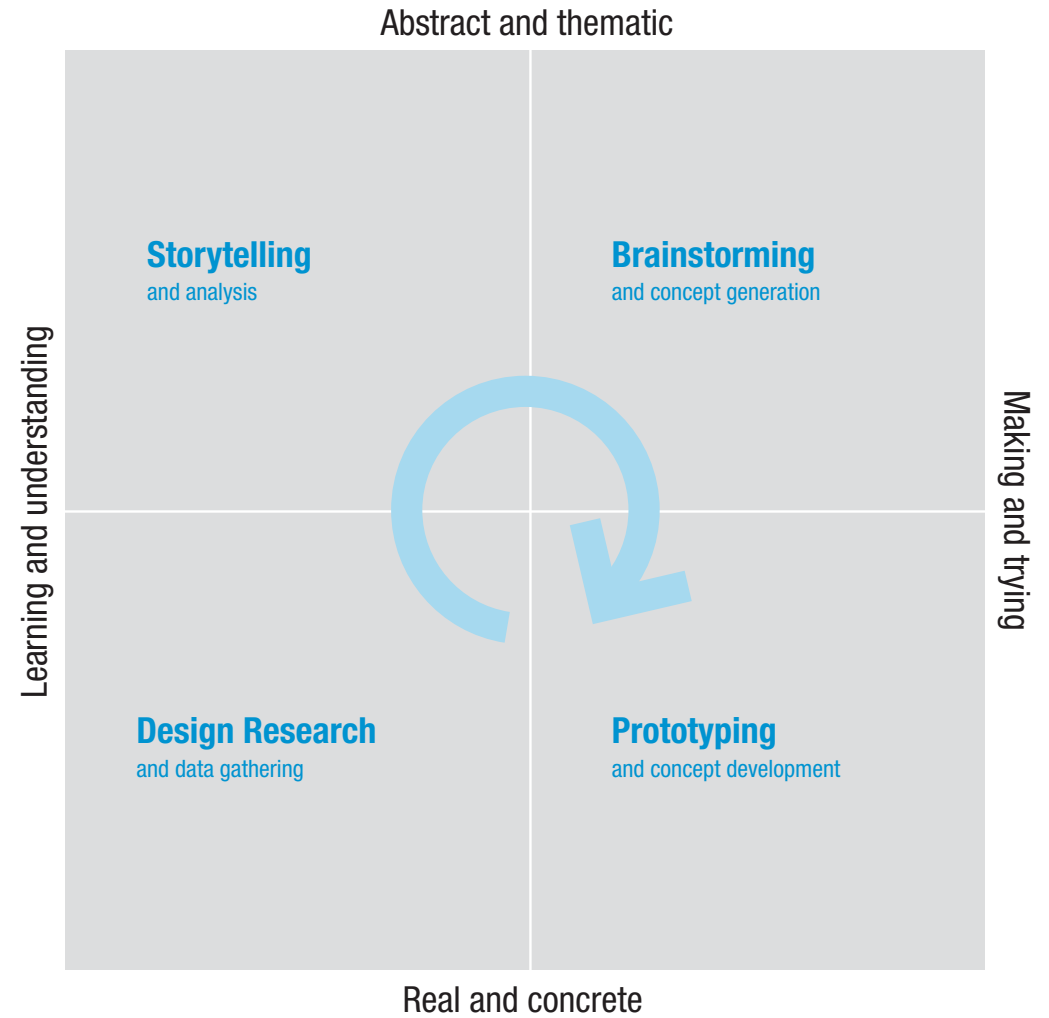 Abstract and thematic
Storytelling
and analysis
Brainstorming
and concept generation
Learning and understanding
Making and trying
Design Research
and data gathering
Prototyping
and concept development
Real and concrete